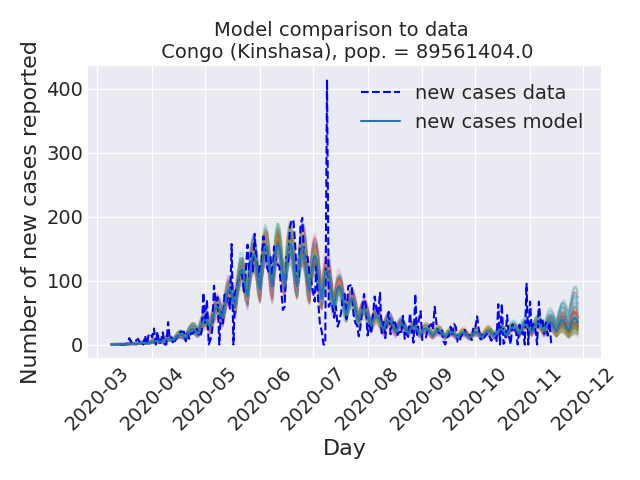 Model comparison to data
Congo (Kinshasa), pop. = 89561404.0
Number of new cases reported
400
300
200
100
0
new cases data
new cases model
2020-03
2020-04
2020-05
2020-06
2020-07
2020-08
2020-09
2020-10
2020-11
2020-12
Day